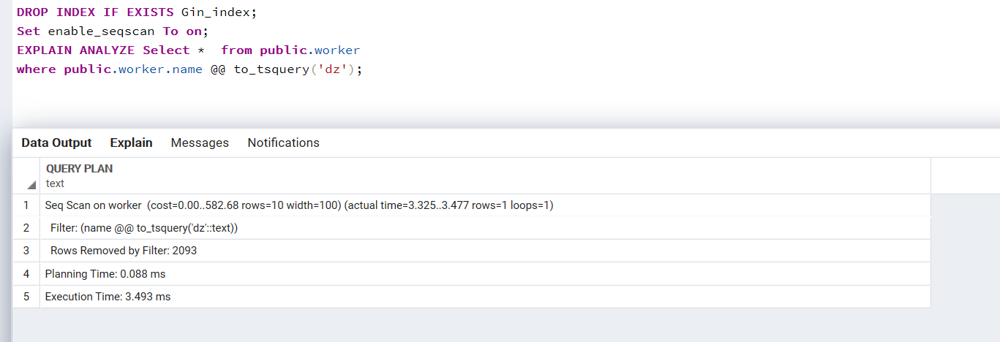 DROP INDEX IF EXISTS Gin_index;
Set enable_seqscan To on;
EXPLAIN ANALYZE Select *  from public.worker
where public.worker.name @@ to_tsquery('dz');
Data Output Explain Messages Notifications
QUERY PLAN
text
1 Seq Scan on worker  (cost=0.00..582.68 rows=10 width=100) (actual time=3.325..3.477 rows=1 loops=1)
2 Filter: (name @@ to_tsquery('dz'::text))
3 Rows Removed by Filter: 2093
4 Planning Time: 0.088 ms
5 Execution Time: 3.493 ms